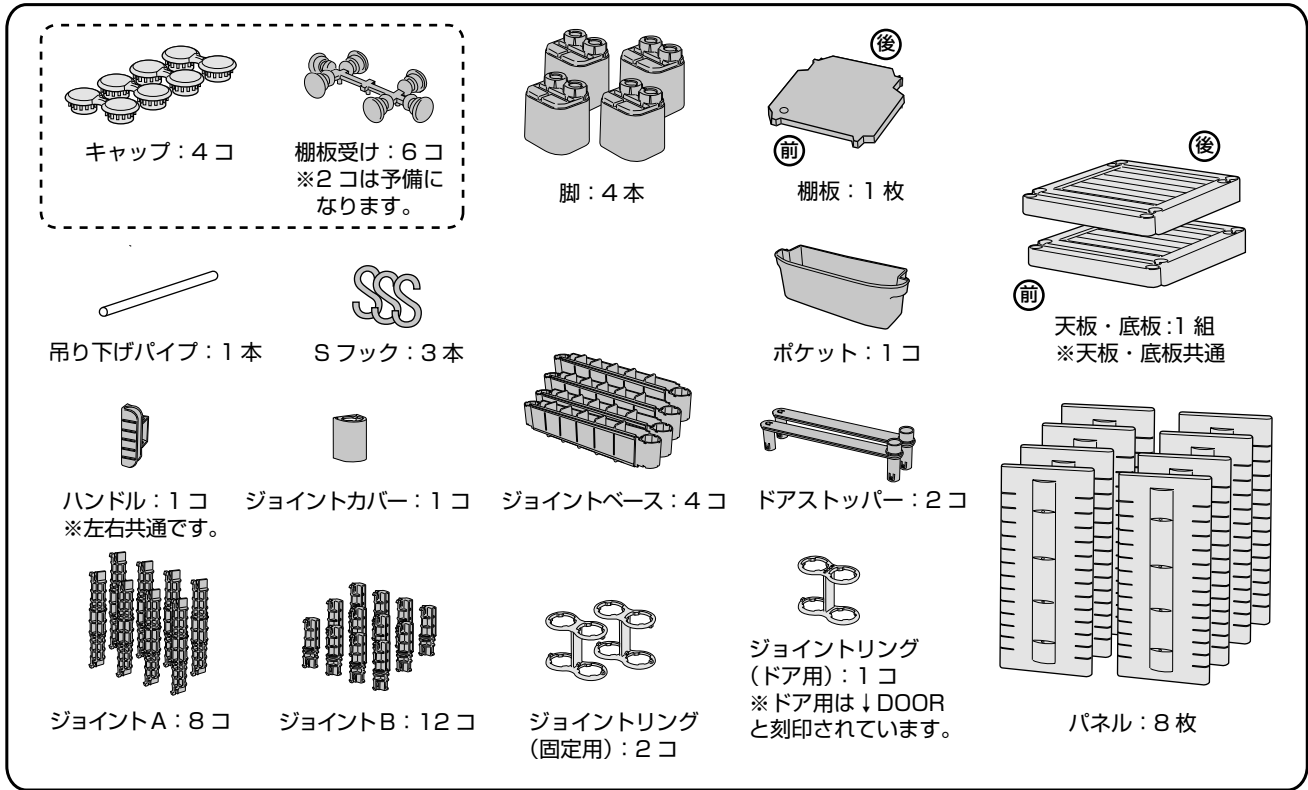 キャップ：4コ
棚板受け：6コ
※2コは予備に
なります。
脚：4本
後
前
棚板：1枚
後
前
天板・底板:1組
※天板・底板共通
吊り下げパイプ：1本
Sフック：3本
ポケット：1コ
ハンドル：1コ
※左右共通です。
ジョイントカバー：1コ
ジョイントベース：4コ
ドアストッパー：2コ
ジョイントA：8コ
ジョイントB：12コ
ジョイントリング
（固定用）：2コ
ジョイントリング
（ドア用）：1コ
※ドア用は↓DOOR
と刻印されています。
パネル：8枚